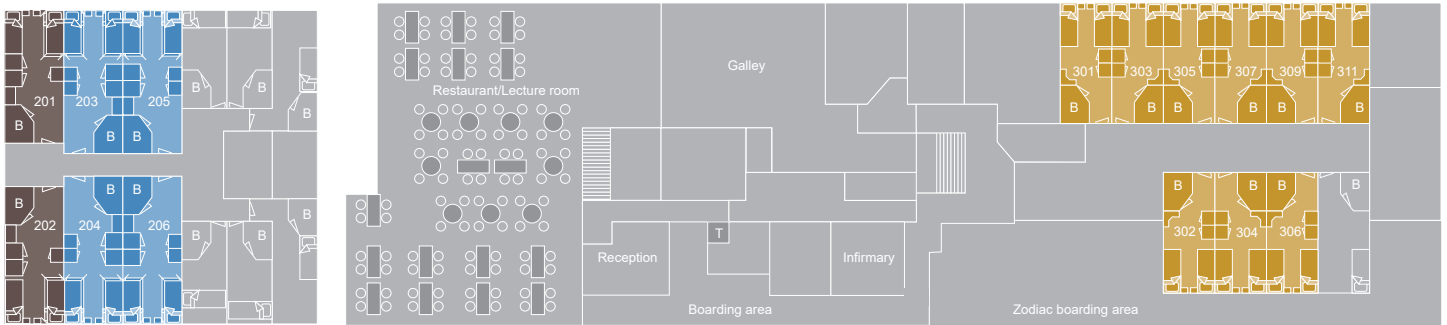 B
B
B
201
203
205
B
B
B
B
B
B
B
B
B
202
204
206
B
B
Restaurant/Lecture room
Galley
T
Reception
Infirmary
Boarding area
Zodiac boarding area
301
303
305
307
309
311
B
B
B
B
B
B
B
B
B
B
302
304
306